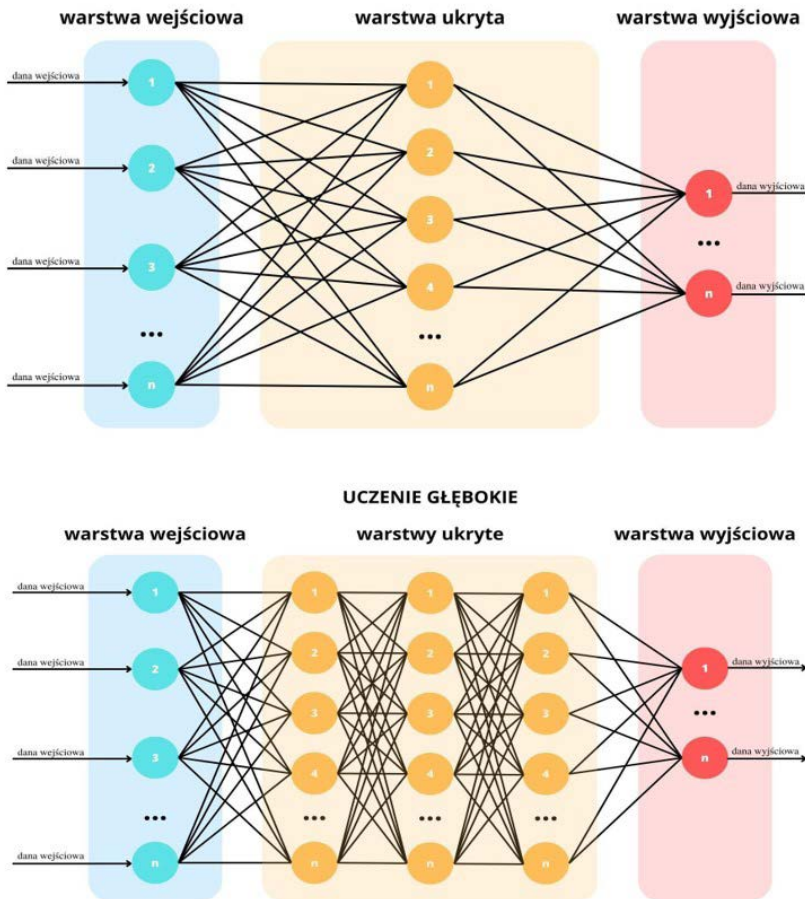 warstwa wejściowa warstwa ukryta warstwa wyjściowa
dana wejściowa 1 1
dana wejściowa 2 2
1 dana wyjściowa
dana wejściowa 3 3
...
4 n dana wyjściowa
... ...
dana wejściowa n n
UCZENIE GŁĘBOKIE
warstwa wejściowa warstwy ukryte warstwa wyjściowa
dana wejściowa 1 1 1 1
dana wejściowa 2 2 2 2 1 dana wyjściowa
3 3 3 ...
dana wejściowa 3 4 4 4 n dana wyjściowa
... ... ... ...
dana wejściowa n n n n